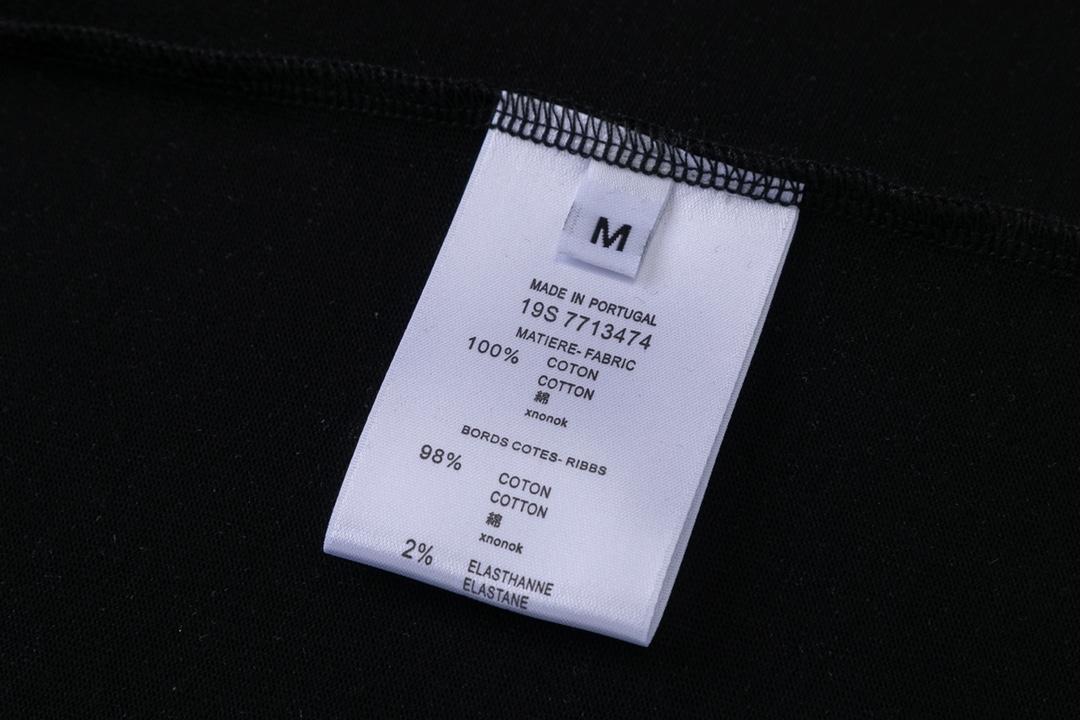 M
MADE IN PORTUGAL
19S 7713474
MATIERE- FABRIC
100% COTON
COTTON
綿
xnonok
BORDS COTES- RIBBS
98% COTON
COTTON
綿
xnonok
2% ELASTHANNE
ELASTANE